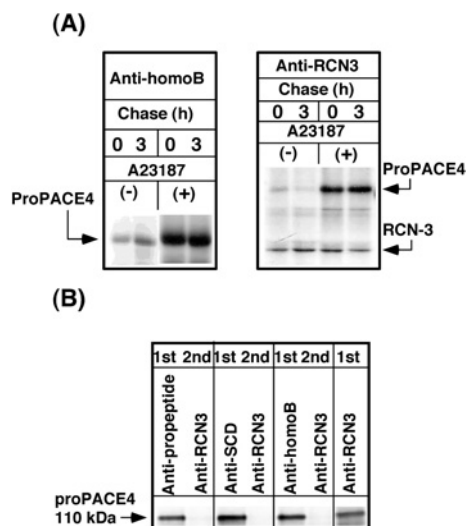 (A)
Anti-homoB
Chase (h)
0 3 0 3
A23187
(-) (+)
ProPACE4
Anti-RCN3
Chase (h)
0 3 0 3
A23187
(-) (+)
ProPACE4
RCN-3
(B)
1st 2nd 1st 2nd 1st 2nd 1st
Anti-propeptide
Anti-RCN3
Anti-SCD
Anti-RCN3
Anti-homoB
Anti-RCN3
Anti-RCN3
proPACE4
110 kDa